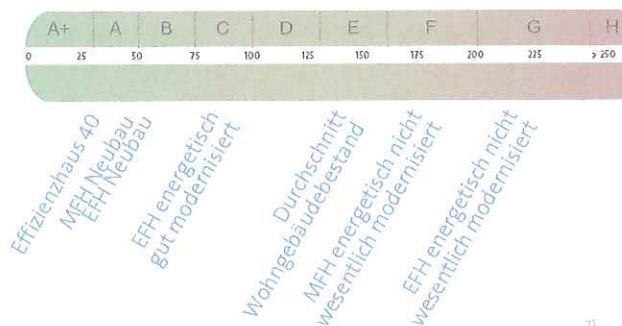 A+ A B C D E F G H
0 25 50 75 100 125 150 175 200 225 > 250
Effizienzhaus 40
MFH Neubau
EFH Neubau
EFH energetisch
gut modernisiert
Durchschnitt
Wohngebäudebestand
MFH energetisch nicht
wesentlich modernisiert
EFH energetisch nicht
wesentlich modernisiert